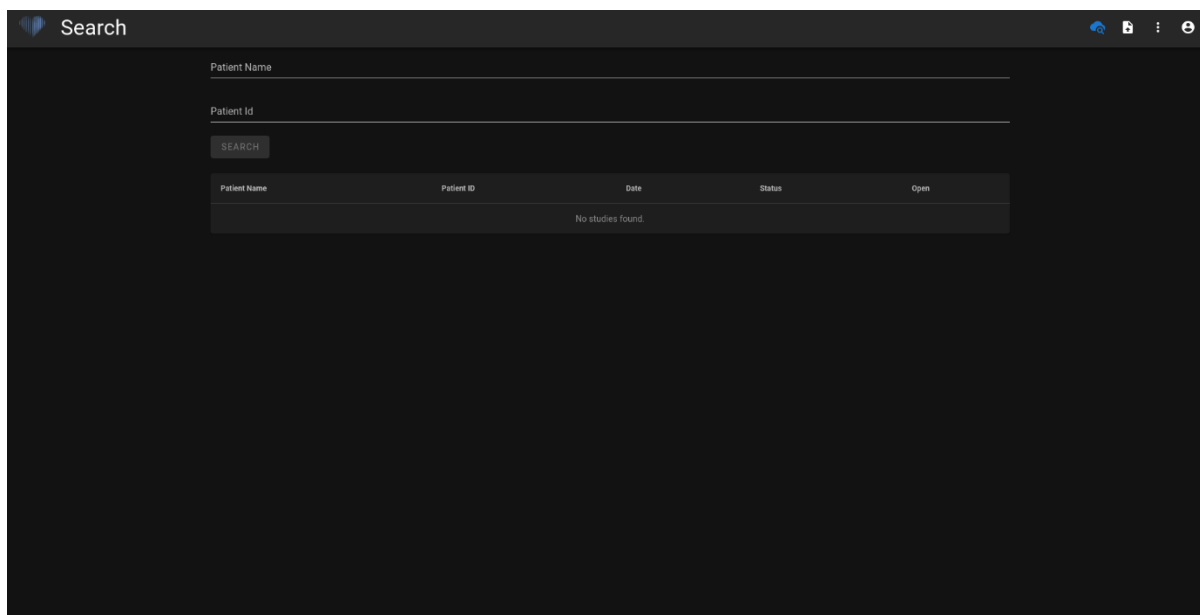 Search
Patient Name
Patient Id
SEARCH
Patient Name Patient ID Date Status Open
No studies found.